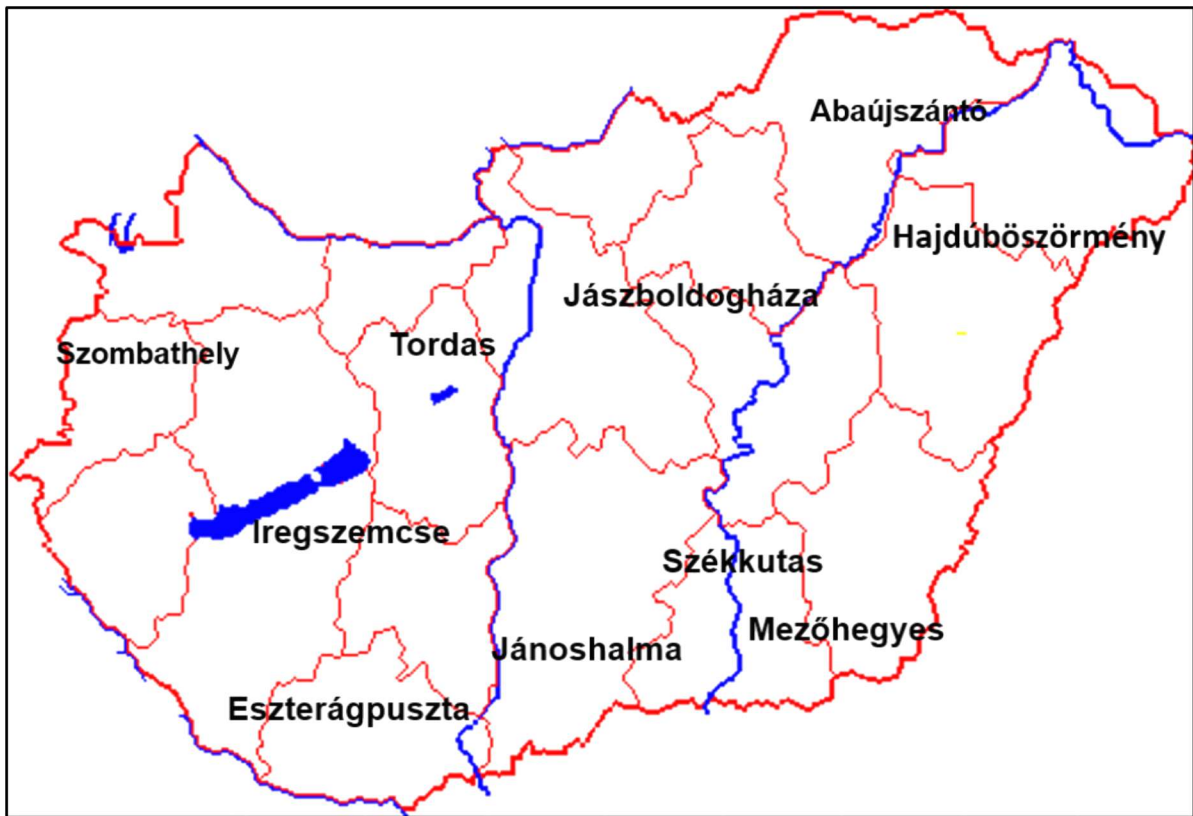 Abaújszántó
Hajdúböszörmény
Jászboldogháza
Tordas
Szombathely
Iregszemcse
Székkutas
Mezőhegyes
Jánoshalma
Eszterágpuszta